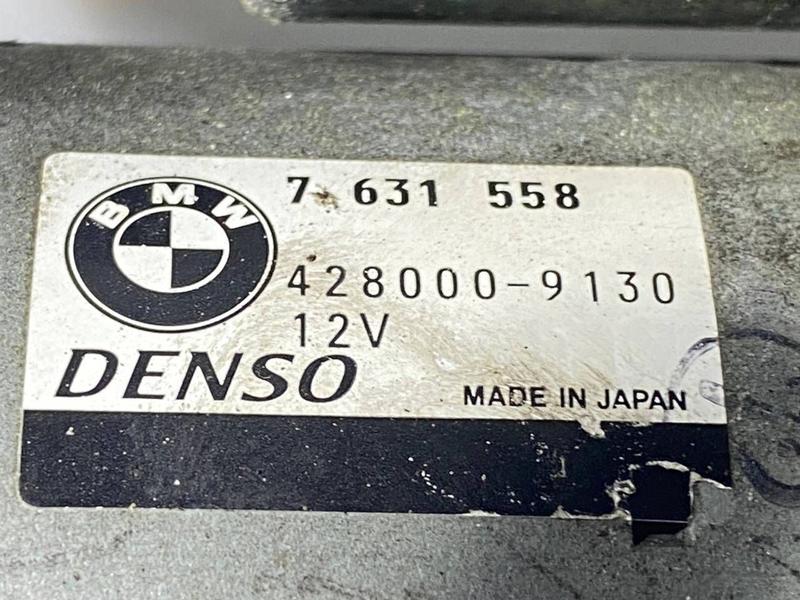 BMW
7 631 558
428000-9130
12V
DENSO
MADE IN JAPAN